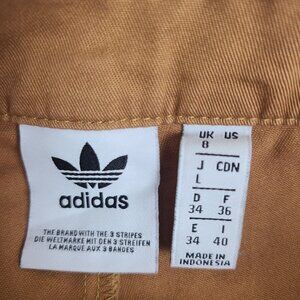 adidas
THE BRAND WITH THE 3 STRIPES
DIE WELTMARKE MIT DEN 3 STREIFEN
LA MARQUE AUX 3 BANDES
UK US
8
J CDN
L
D F
34 36
E I
34 40
MADE IN
INDONESIA